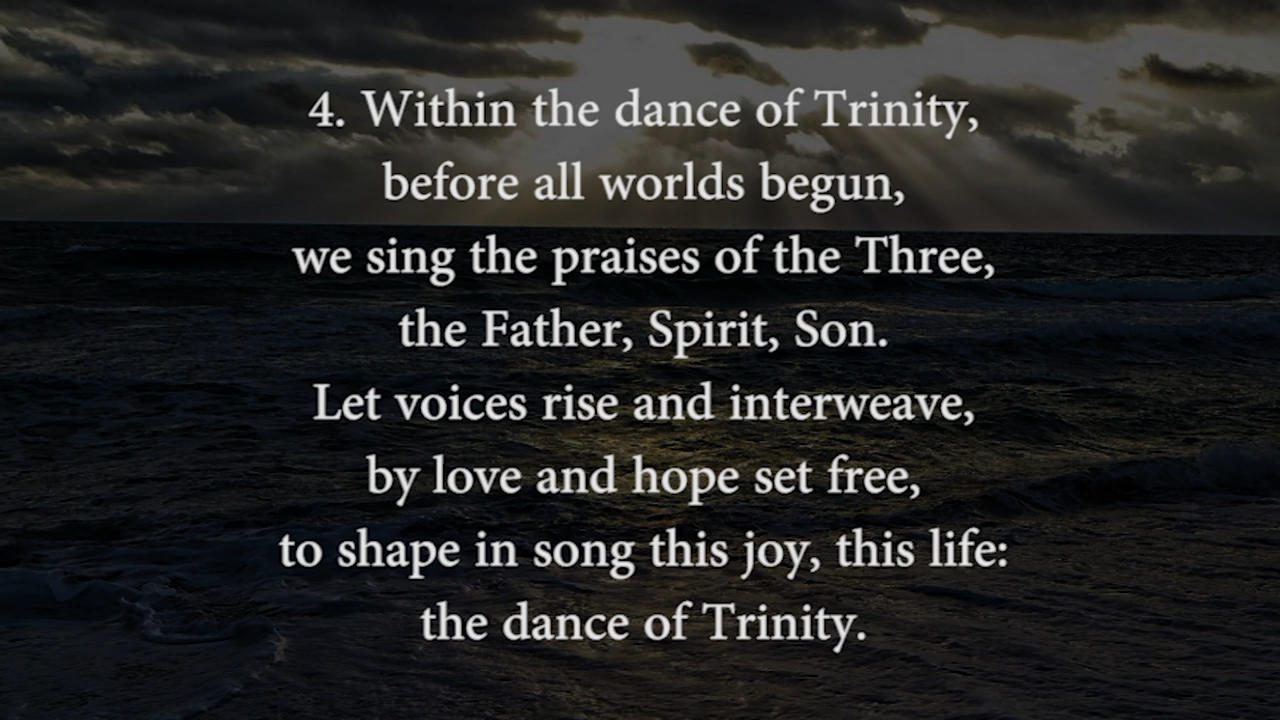 4. Within the dance of Trinity,
before all worlds begun,
we sing the praises of the Three,
the Father, Spirit, Son.
Let voices rise and interweave,
by love and hope set free,
to shape in song this joy, this life:
the dance of Trinity.